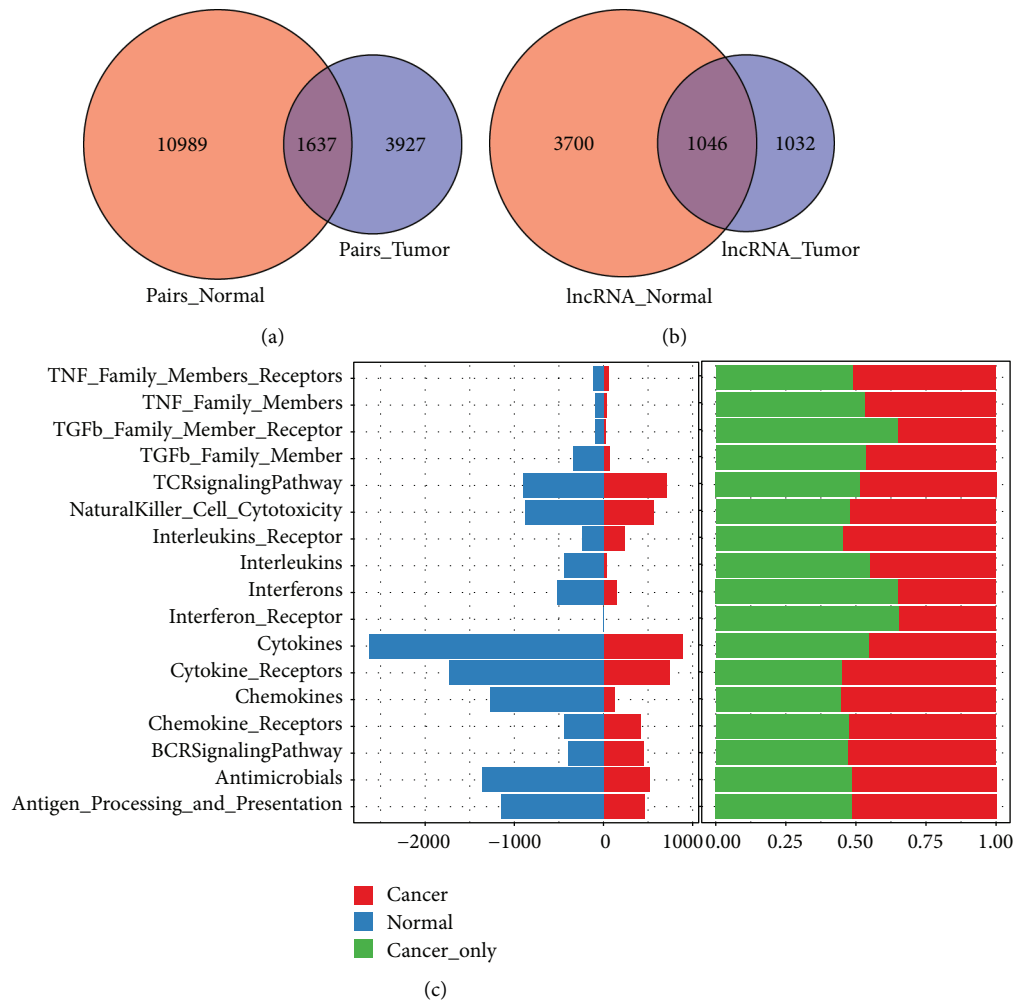 10989
1637
3927
Pairs_Tumor
Pairs_Normal
(a)
3700
1046
1032
lncRNA_Tumor
lncRNA_Normal
(b)
TNF_Family_Members_Receptors
TNF_Family_Members
TGFb_Family_Member_Receptor
TGFb_Family_Member
TCRsignalingPathway
NaturalKiller_Cell_Cytotoxicity
Interleukins_Receptor
Interleukins
Interferons
Interferon_Receptor
Cytokines
Cytokine_Receptors
Chemokines
Chemokine_Receptors
BCRSignalingPathway
Antimicrobials
Antigen_Processing_and_Presentation
−2000 −1000 0 1000
0.00 0.25 0.50 0.75 1.00
Cancer
Normal
Cancer_only
(c)